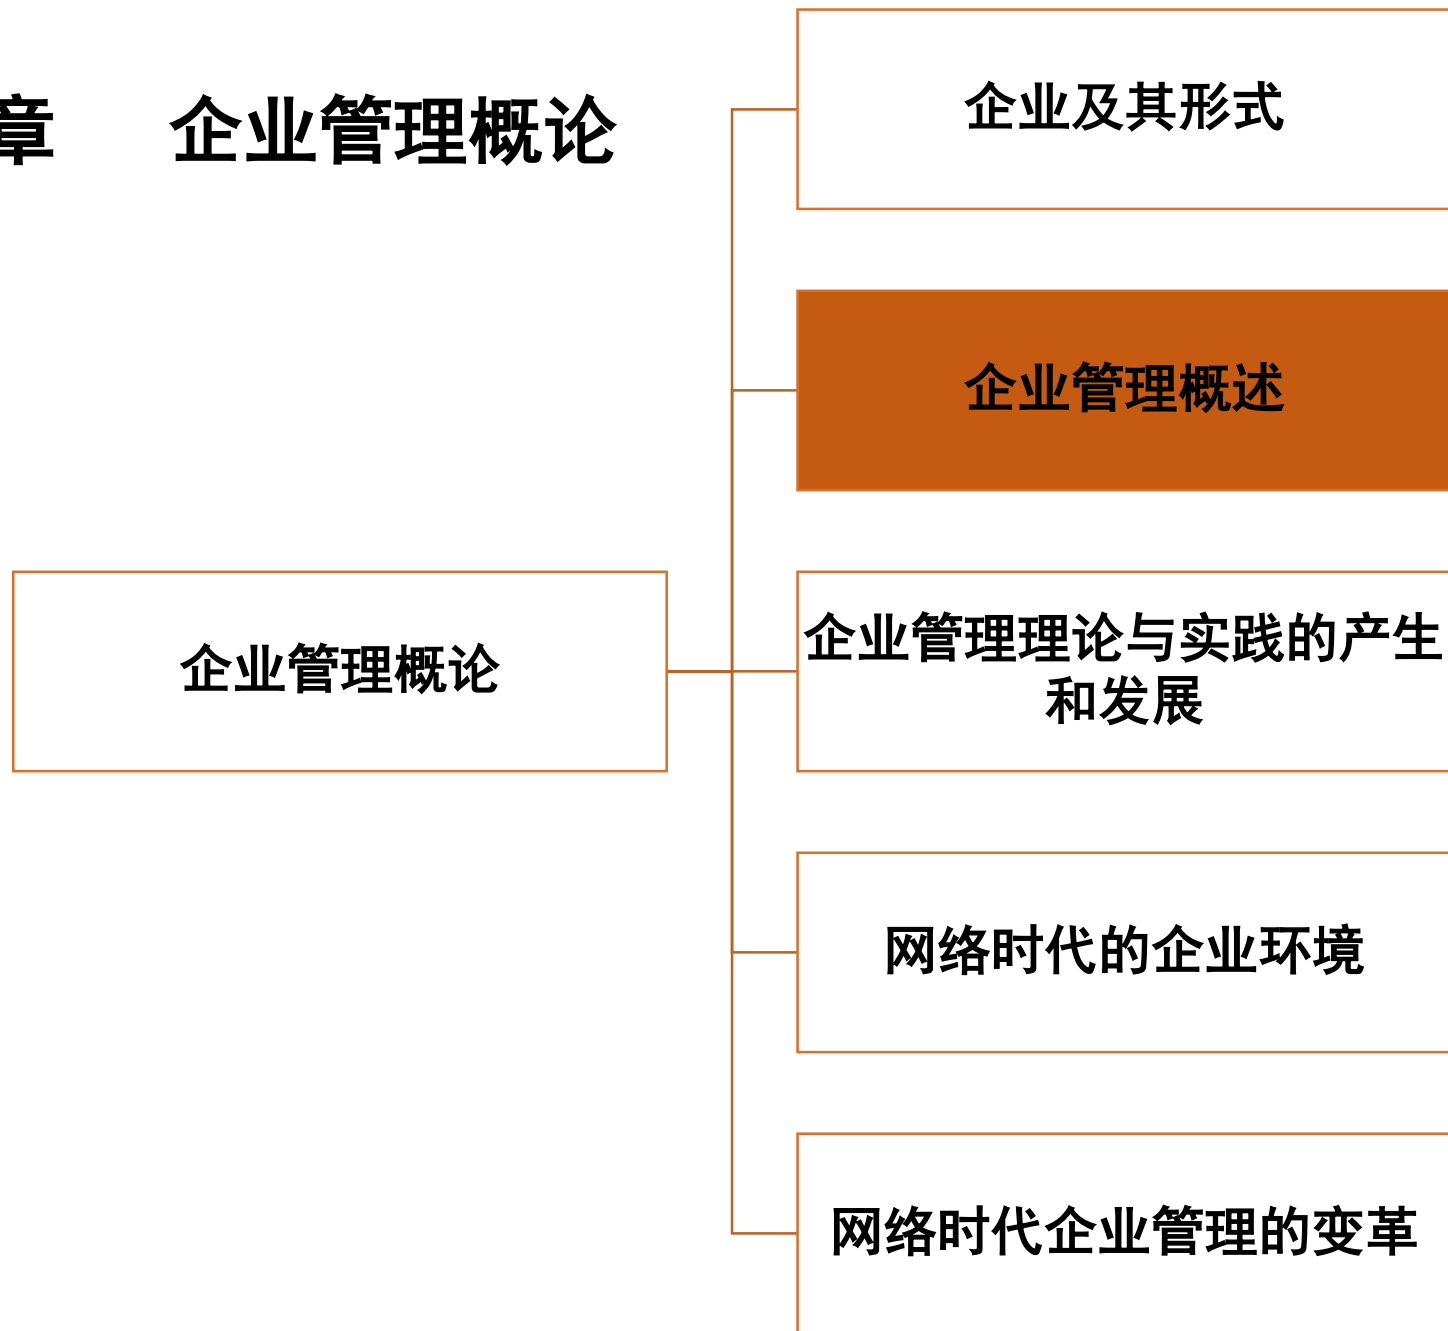 章 企业管理概论
企业及其形式
企业管理概述
企业管理概论
企业管理理论与实践的产生
和发展
网络时代的企业环境
网络时代企业管理的变革